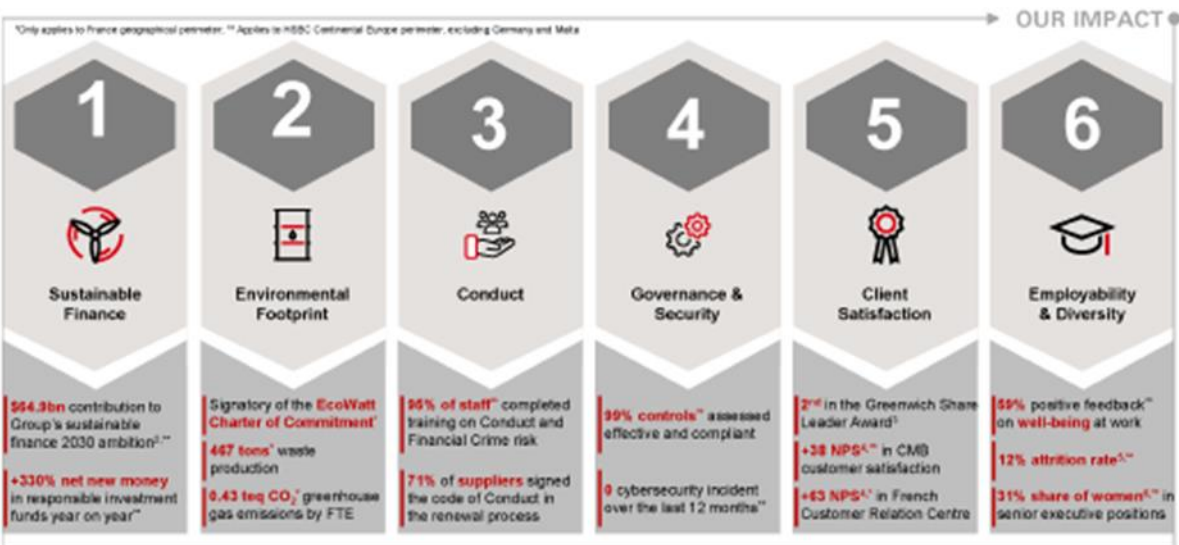 OUR IMPACT
*Only applies to France geographical perimeter, ** Applies to HSBC Continental Europe perimeter, excluding Germany and Malta
1
Sustainable
Finance
$64.9bn contribution to
Group's sustainable
finance 2030 ambition
+330% net new money
in responsible investment
funds year on year**
2
Environmental
Footprint
Signatory of the EcoWatt
Charter of Commitment*
467 tons* waste
production
0.43 teq CO₂* greenhouse
gas emissions by FTE
3
Conduct
of staff** completed
training on Conduct and
Financial Crime risk
71% of suppliers signed
the code of Conduct in
the renewal process
4
Governance &
Security
99% controls** assessed
effective and compliant
0 cybersecurity incident
over the last 12 months**
5
Client
Satisfaction
2nd in the Greenwich Share
Leader Award
+38 NPS in CMB
customer satisfaction
+63 NPS in French
Customer Relation Centre
6
Employability
& Diversity
positive feedback**
on well-being at work
12% attrition rate
31% share of women in
senior executive positions